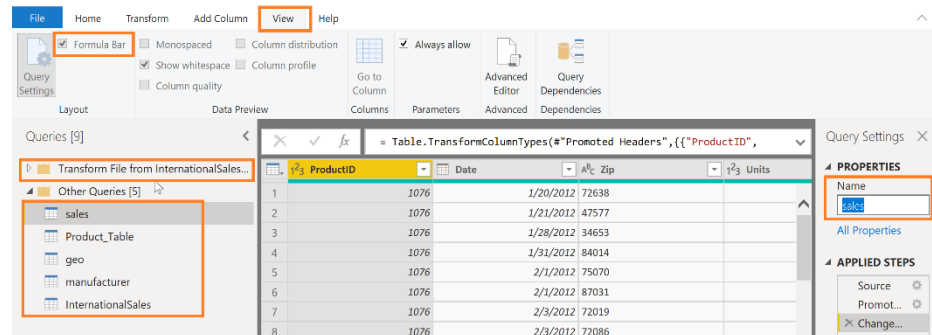 File Home Transform Add Column View Help
Formula Bar Monospaced Column distribution Always allow
Show whitespace Column profile
Column quality
Query Settings
Go to Column
Advanced Editor
Query Dependencies
Layout Data Preview Columns Parameters Advanced Dependencies
Queries [9]
Transform File from InternationalSales...
Other Queries [5]
sales
Product_Table
geo
manufacturer
InternationalSales
fx = Table.TransformColumnTypes(#"Promoted Headers",{{"ProductID",
1²3 ProductID Date ABC Zip 1²3 Units
1 1076 1/20/2012 72638
2 1076 1/21/2012 47577
3 1076 1/28/2012 34653
4 1076 1/31/2012 84014
5 1076 2/1/2012 75070
6 1076 2/1/2012 87031
7 1076 2/3/2012 72019
8 1076 2/3/2012 72086
Query Settings
PROPERTIES
Name
sales
All Properties
APPLIED STEPS
Source
Promot...
Change...